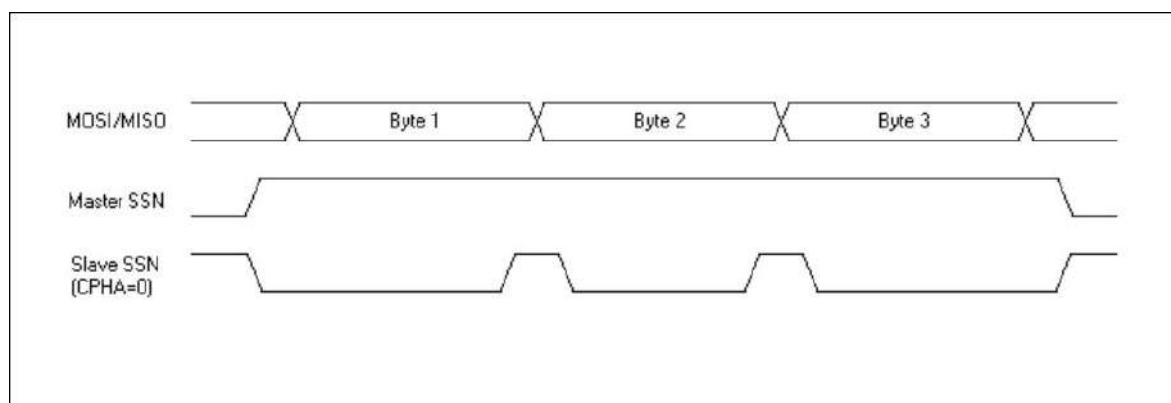 MOSI/MISO
Byte 1
Byte 2
Byte 3
Master SSN
Slave SSN
(CPHA=0)